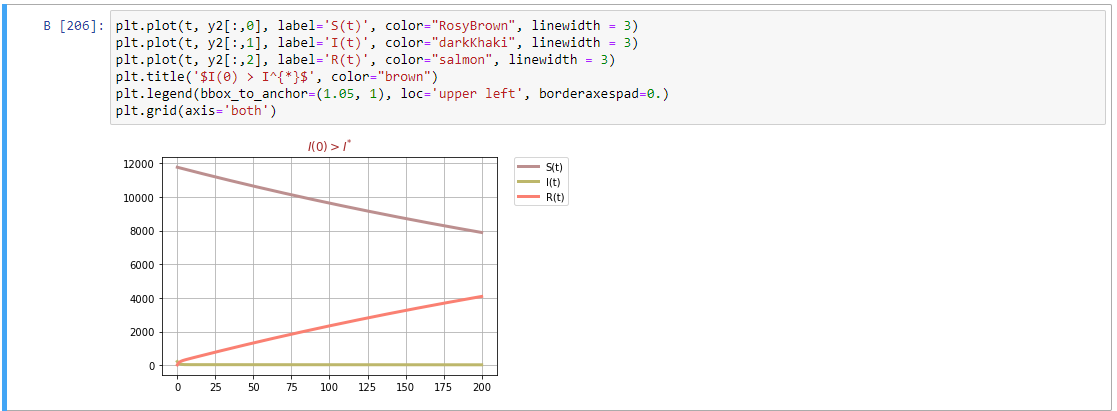 B [206]: plt.plot(t, y2[:,0], label='S(t)', color="RosyBrown", linewidth = 3)
plt.plot(t, y2[:,1], label='I(t)', color="darkKhaki", linewidth = 3)
plt.plot(t, y2[:,2], label='R(t)', color="salmon", linewidth = 3)
plt.title('$I(0) > I^{*}$', color="brown")
plt.legend(bbox_to_anchor=(1.05, 1), loc='upper left', borderaxespad=0.)
plt.grid(axis='both')
I(0) > I*
12000
10000
8000
6000
4000
2000
0
0 25 50 75 100 125 150 175 200
S(t)
I(t)
R(t)